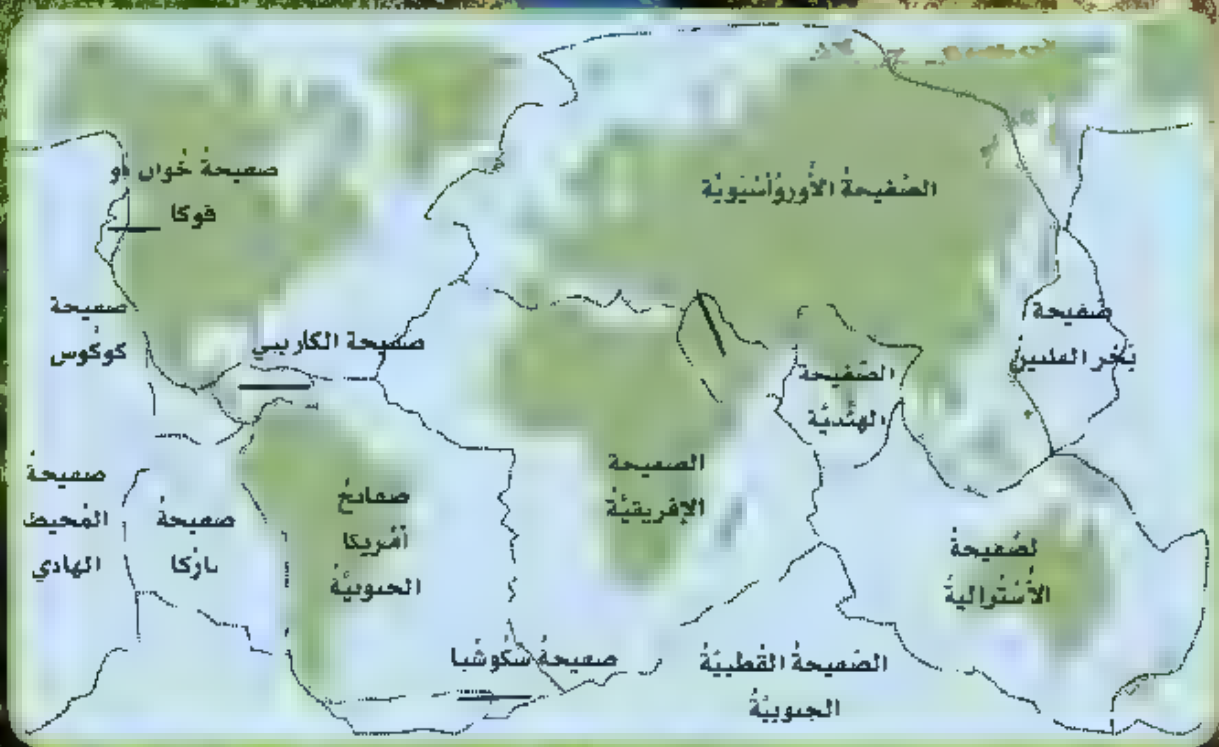 صفيحة خوان دو
فوكا
الصفيحة الأوروآسيوية
صفيحة
كوكوس
صفيحة الكاريبي
صفيحة
بحر الفلبين
الصفيحة
الهندية
صفيحة
المحيط
الهادي
صفيحة
نازكا
صفائح
أمريكا
الجنوبية
الصفيحة
الإفريقية
الصفيحة
الأسترالية
صفيحة سكوشيا
الصفيحة القطبية
الجنوبية